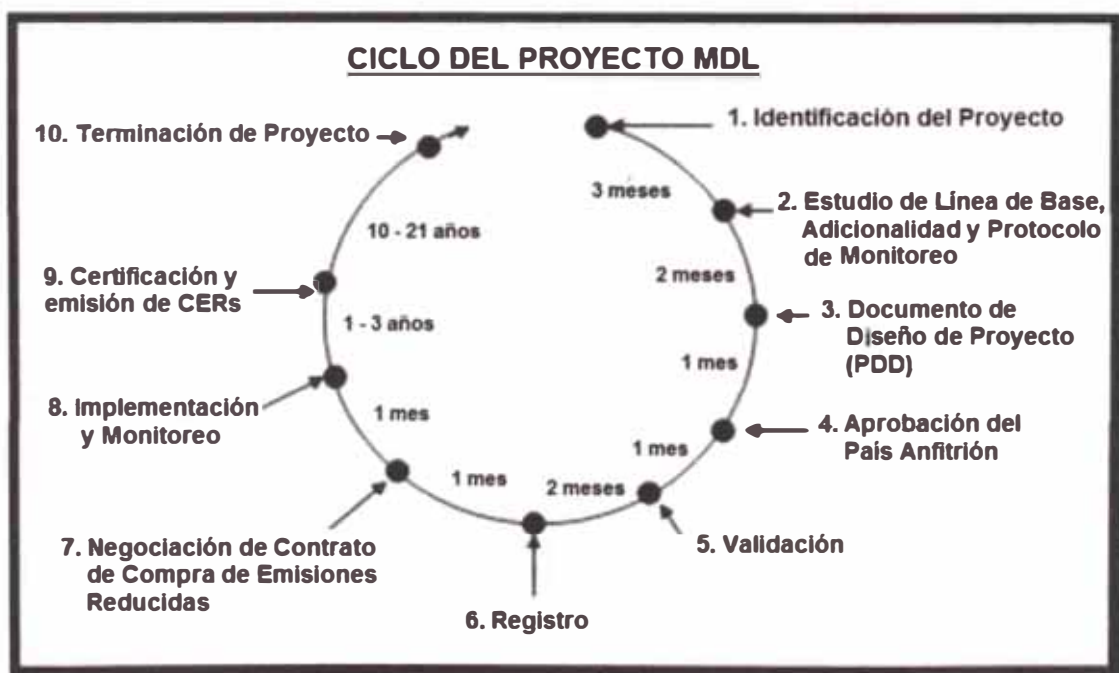 CICLO DEL PROYECTO MDL
1. Identificación del Proyecto
3 meses
2. Estudio de Línea de Base,
Adicionalidad y Protocolo
de Monitoreo
2 meses
3. Documento de
Diseño de Proyecto
(PDD)
1 mes
4. Aprobación del
País Anfitrión
1 mes
5. Validación
2 meses
6. Registro
1 mes
7. Negociación de Contrato
de Compra de Emisiones
Reducidas
1 mes
8. Implementación
y Monitoreo
1 - 3 años
9. Certificación y
emisión de CERs
10 - 21 años
10. Terminación de Proyecto